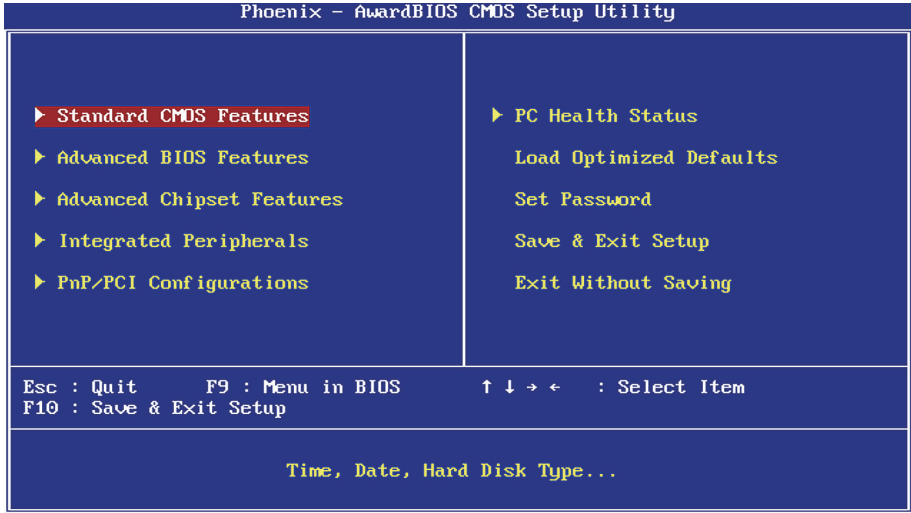 Phoenix - AwardBIOS CMOS Setup Utility
Standard CMOS Features
Advanced BIOS Features
Advanced Chipset Features
Integrated Peripherals
PnP/PCI Configurations
PC Health Status
Load Optimized Defaults
Set Password
Save & Exit Setup
Exit Without Saving
Esc : Quit F9 : Menu in BIOS ↑ ↓ → ← : Select Item
F10 : Save & Exit Setup
Time, Date, Hard Disk Type...